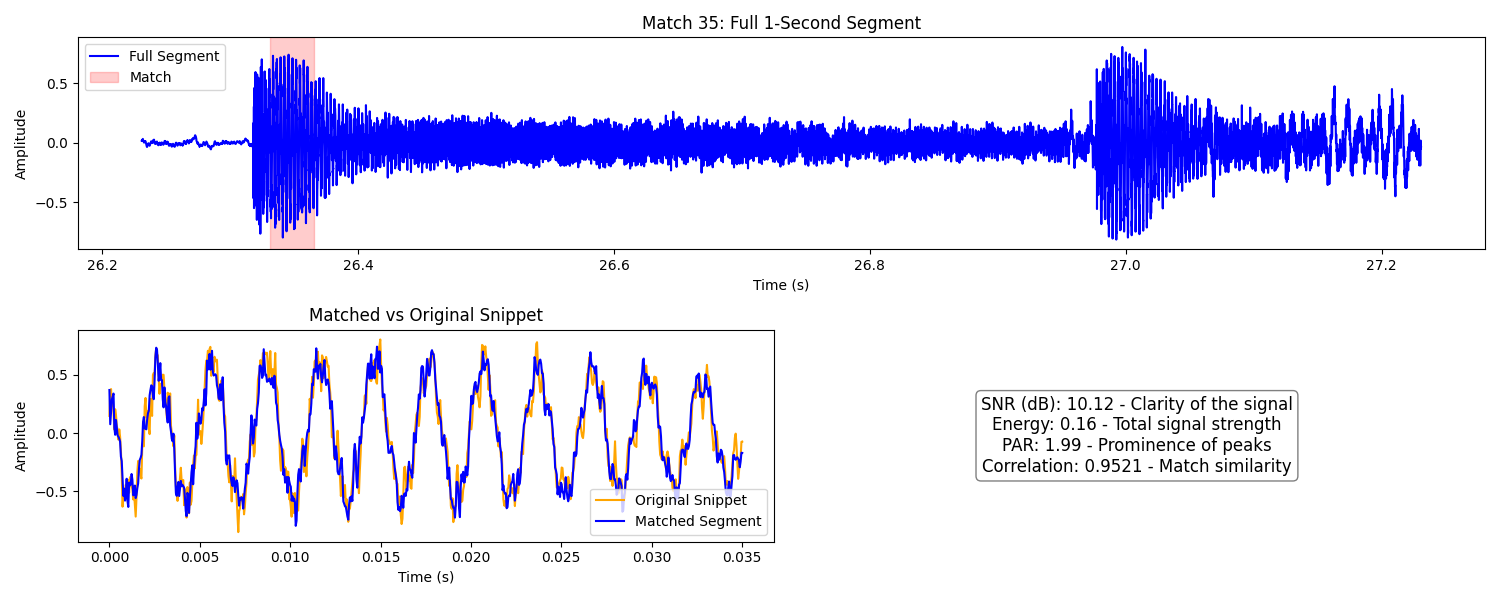 Match 35: Full 1-Second Segment
Full Segment
Match
Amplitude
0.5
0.0
−0.5
26.2 26.4 26.6 26.8 27.0 27.2
Time (s)
Matched vs Original Snippet
Amplitude
0.5
0.0
−0.5
Original Snippet
Matched Segment
0.000 0.005 0.010 0.015 0.020 0.025 0.030 0.035
Time (s)
SNR (dB): 10.12 - Clarity of the signal
Energy: 0.16 - Total signal strength
PAR: 1.99 - Prominence of peaks
Correlation: 0.9521 - Match similarity